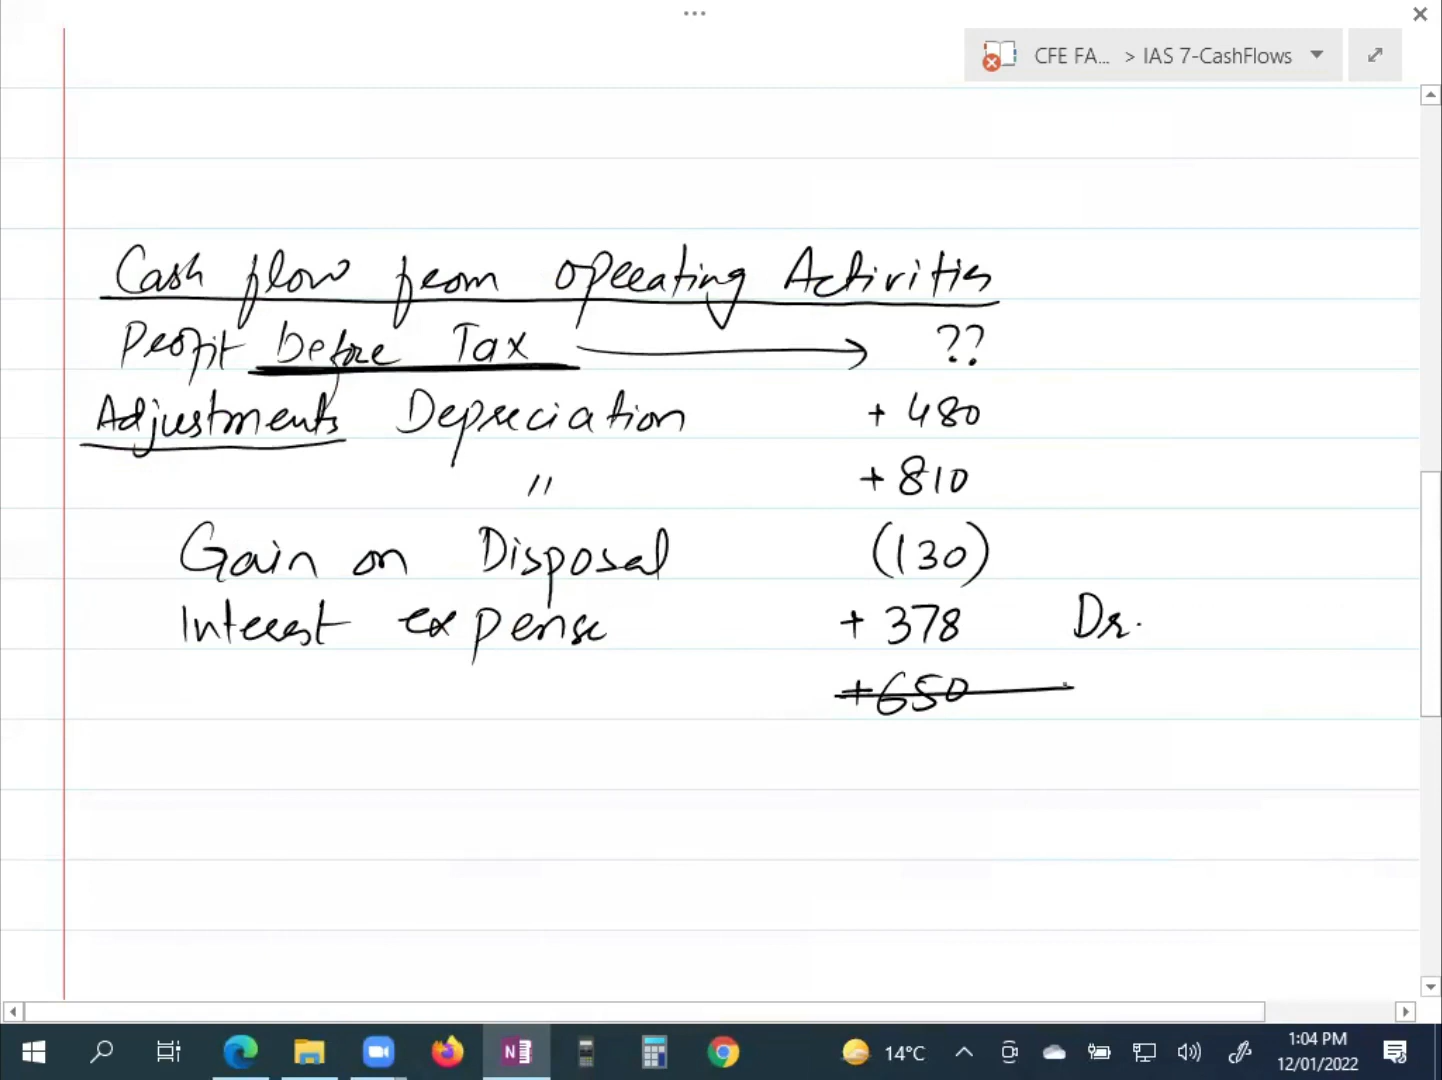 CFE FA... > IAS 7-CashFlows
Cash flow from operating Activities
Profit before Tax → ??
Adjustments Depreciation + 480
" + 810
Gain on Disposal (130)
Interest expense + 378 Dr.
+650
14°C
1:04 PM
12/01/2022